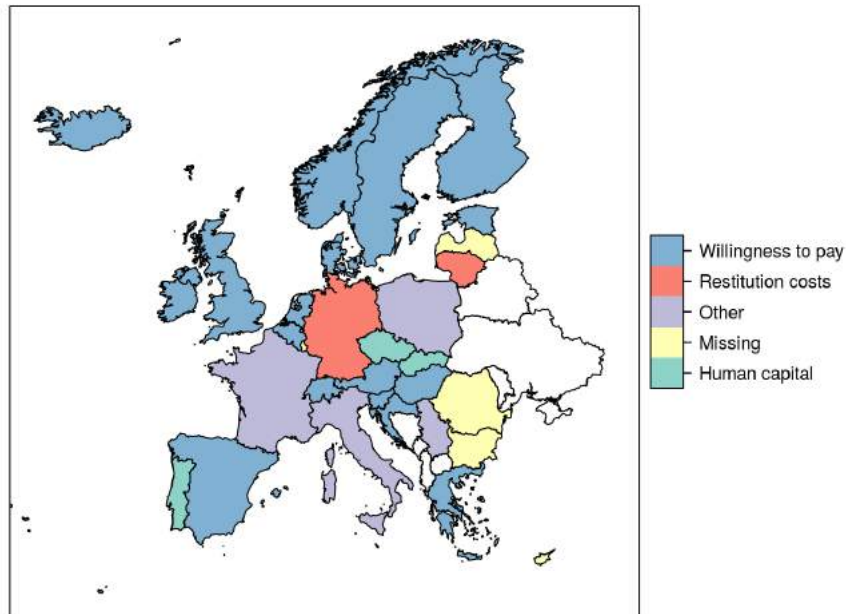 Willingness to pay
Restitution costs
Other
Missing
Human capital